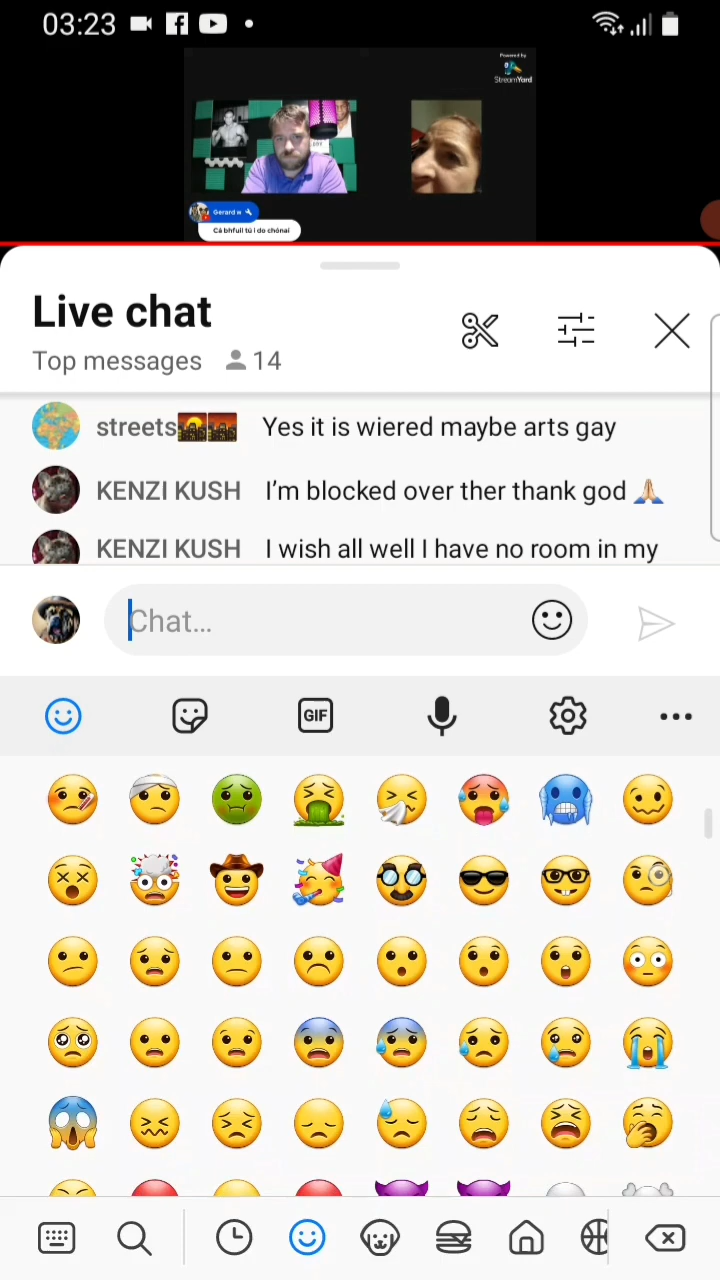 03:23
Powered by
StreamYard
Gerard w
Cá bhfuil tú i do chónaí
Live chat
Top messages 14
streets Yes it is wiered maybe arts gay
KENZI KUSH I’m blocked over ther thank god 🙏🏼
KENZI KUSH I wish all well I have no room in my
Chat...
GIF